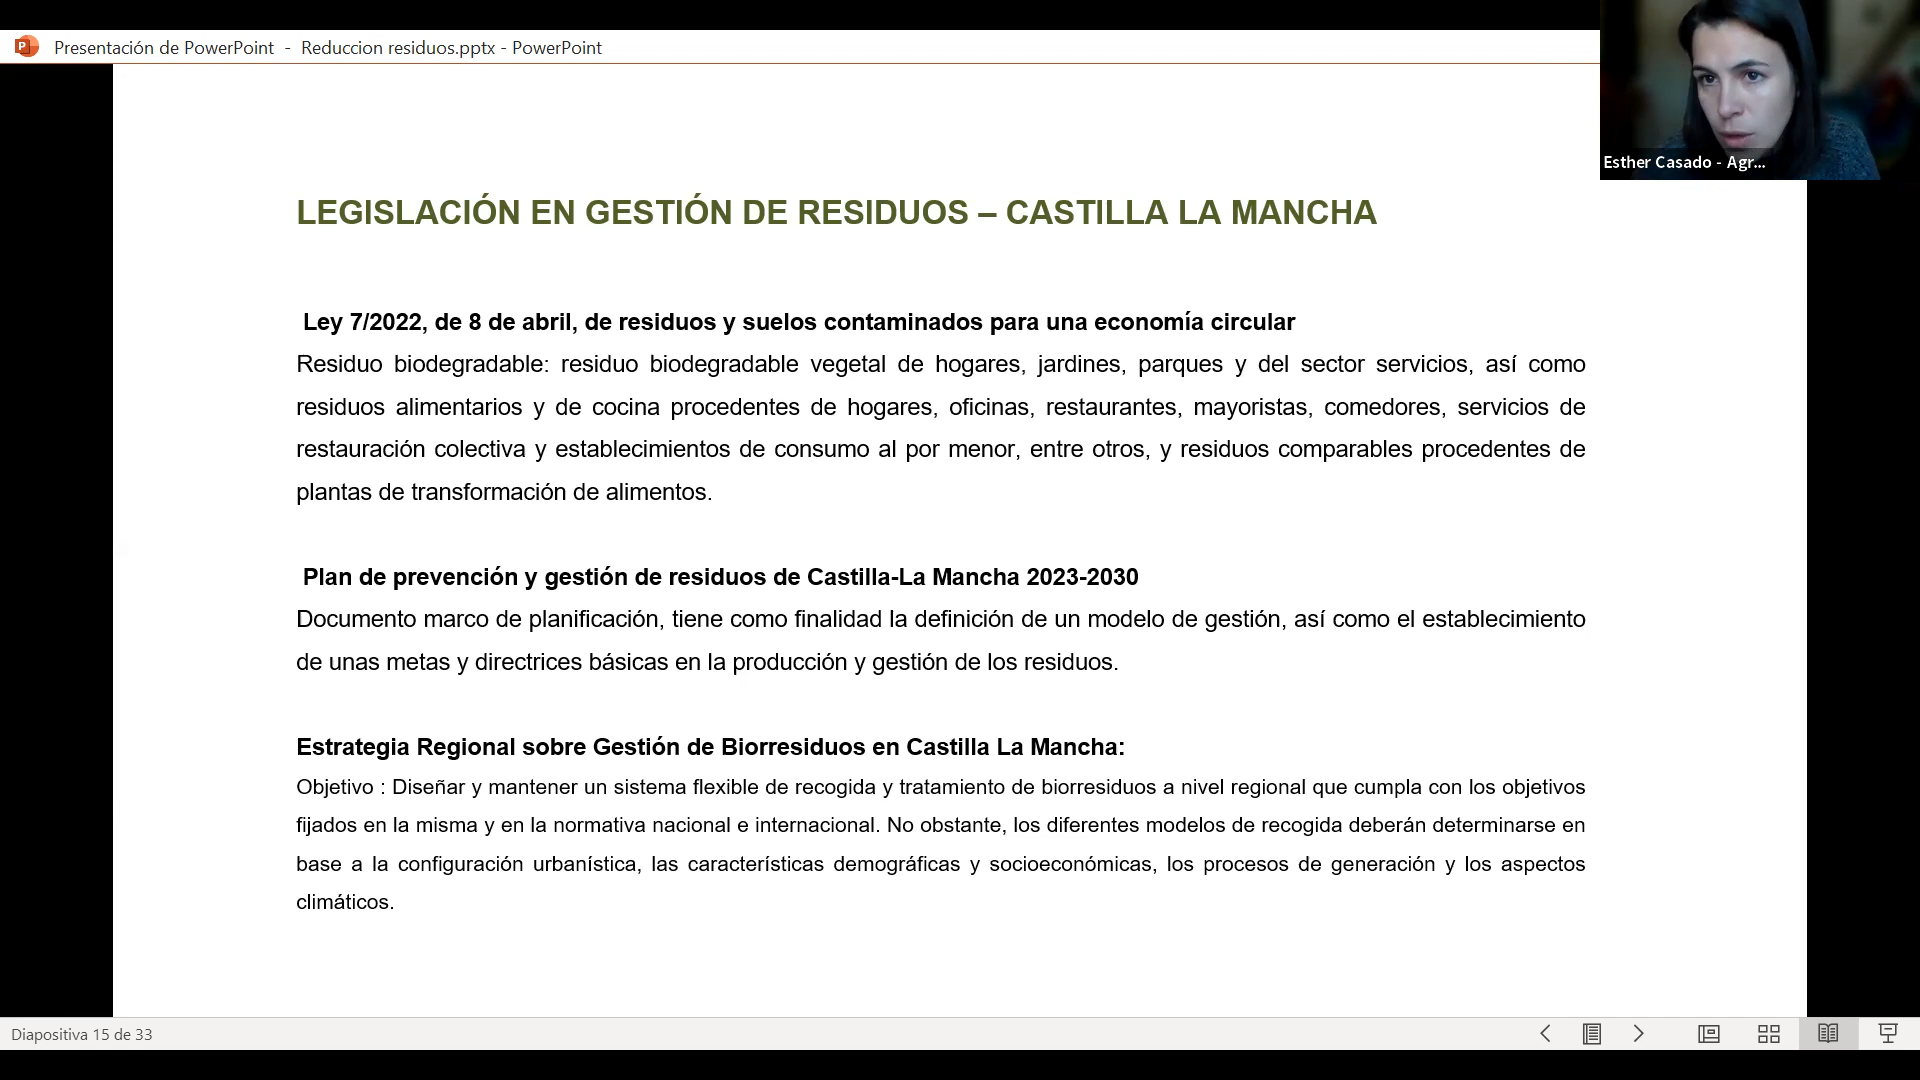 Presentación de PowerPoint - Reduccion residuos.pptx - PowerPoint
Esther Casado - Agr...
LEGISLACIÓN EN GESTIÓN DE RESIDUOS – CASTILLA LA MANCHA
Ley 7/2022, de 8 de abril, de residuos y suelos contaminados para una economía circular
Residuo biodegradable: residuo biodegradable vegetal de hogares, jardines, parques y del sector servicios, así como
residuos alimentarios y de cocina procedentes de hogares, oficinas, restaurantes, mayoristas, comedores, servicios de
restauración colectiva y establecimientos de consumo al por menor, entre otros, y residuos comparables procedentes de
plantas de transformación de alimentos.
Plan de prevención y gestión de residuos de Castilla-La Mancha 2023-2030
Documento marco de planificación, tiene como finalidad la definición de un modelo de gestión, así como el establecimiento
de unas metas y directrices básicas en la producción y gestión de los residuos.
Estrategia Regional sobre Gestión de Biorresiduos en Castilla La Mancha:
Objetivo : Diseñar y mantener un sistema flexible de recogida y tratamiento de biorresiduos a nivel regional que cumpla con los objetivos
fijados en la misma y en la normativa nacional e internacional. No obstante, los diferentes modelos de recogida deberán determinarse en
base a la configuración urbanística, las características demográficas y socioeconómicas, los procesos de generación y los aspectos
climáticos.
Diapositiva 15 de 33